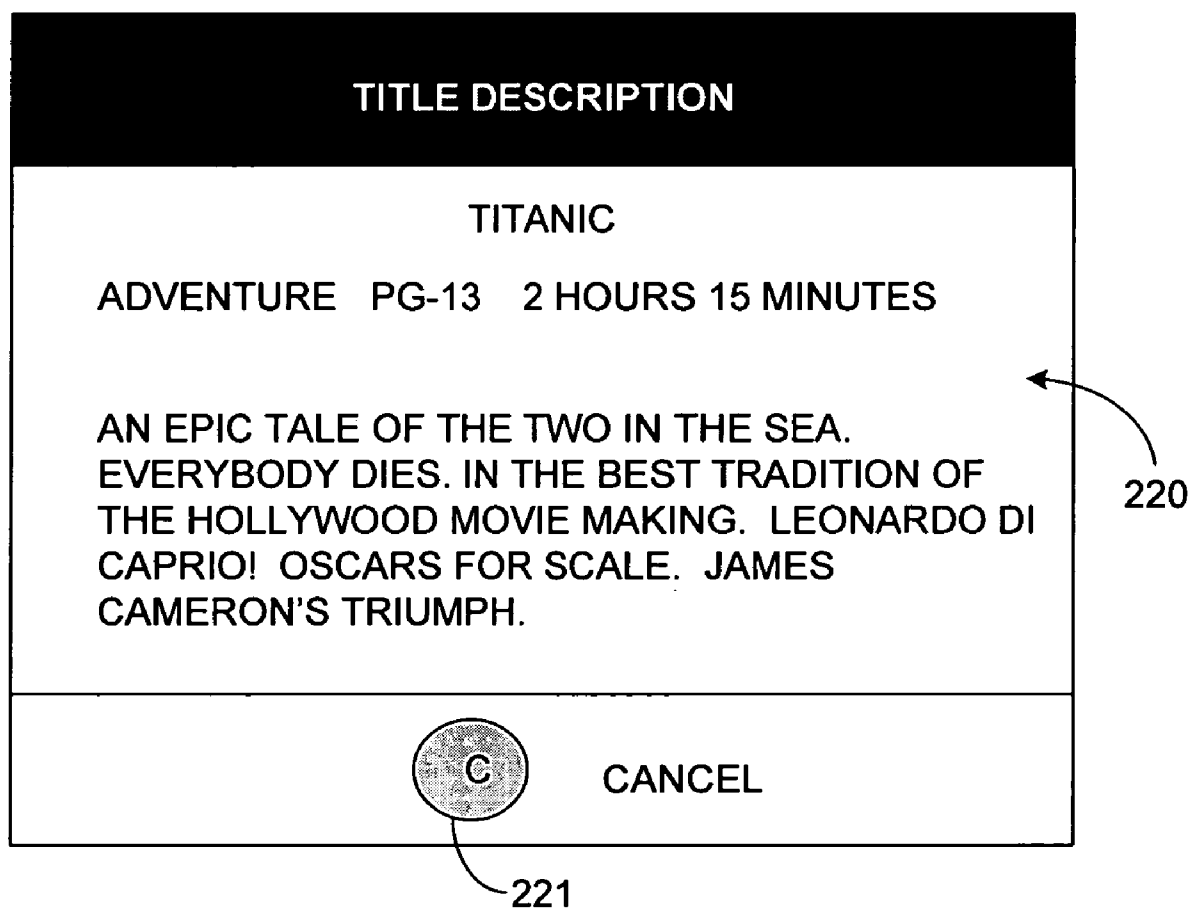 TITLE DESCRIPTION
TITANIC
ADVENTURE PG-13 2 HOURS 15 MINUTES
AN EPIC TALE OF THE TWO IN THE SEA.
EVERYBODY DIES. IN THE BEST TRADITION OF
THE HOLLYWOOD MOVIE MAKING. LEONARDO DI
CAPRIO! OSCARS FOR SCALE. JAMES
CAMERON'S TRIUMPH.
220
C CANCEL
221